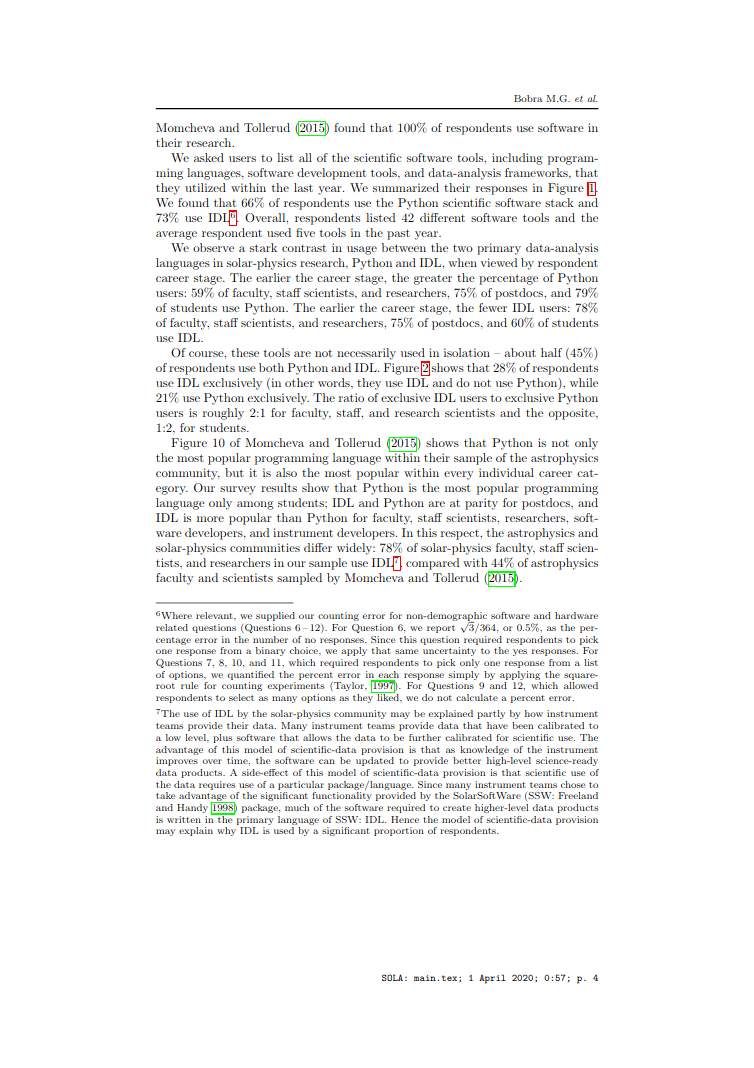 Bobra M.G. et al.
Momcheva and Tollerud (2015) found that 100% of respondents use software in
their research.
We asked users to list all of the scientific software tools, including program-
ming languages, software development tools, and data-analysis frameworks, that
they utilized within the last year. We summarized their responses in Figure 1.
We found that 66% of respondents use the Python scientific software stack and
73% use IDL⁶. Overall, respondents listed 42 different software tools and the
average respondent used five tools in the past year.
We observe a stark contrast in usage between the two primary data-analysis
languages in solar-physics research, Python and IDL, when viewed by respondent
career stage. The earlier the career stage, the greater the percentage of Python
users: 59% of faculty, staff scientists, and researchers, 75% of postdocs, and 79%
of students use Python. The earlier the career stage, the fewer IDL users: 78%
of faculty, staff scientists, and researchers, 75% of postdocs, and 60% of students
use IDL.
Of course, these tools are not necessarily used in isolation – about half (45%)
of respondents use both Python and IDL. Figure 2 shows that 28% of respondents
use IDL exclusively (in other words, they use IDL and do not use Python), while
21% use Python exclusively. The ratio of exclusive IDL users to exclusive Python
users is roughly 2:1 for faculty, staff, and research scientists and the opposite,
1:2, for students.
Figure 10 of Momcheva and Tollerud (2015) shows that Python is not only
the most popular programming language within their sample of the astrophysics
community, but it is also the most popular within every individual career cat-
egory. Our survey results show that Python is the most popular programming
language only among students; IDL and Python are at parity for postdocs, and
IDL is more popular than Python for faculty, staff scientists, researchers, soft-
ware developers, and instrument developers. In this respect, the astrophysics and
solar-physics communities differ widely: 78% of solar-physics faculty, staff scien-
tists, and researchers in our sample use IDL⁷, compared with 44% of astrophysics
faculty and scientists sampled by Momcheva and Tollerud (2015).
⁶Where relevant, we supplied our counting error for non-demographic software and hardware
related questions (Questions 6 – 12). For Question 6, we report √3/364, or 0.5%, as the per-
centage error in the number of no responses. Since this question required respondents to pick
one response from a binary choice, we apply that same uncertainty to the yes responses. For
Questions 7, 8, 10, and 11, which required respondents to pick only one response from a list
of options, we quantified the percent error in each response simply by applying the square-
root rule for counting experiments (Taylor, 1997). For Questions 9 and 12, which allowed
respondents to select as many options as they liked, we do not calculate a percent error.
⁷The use of IDL by the solar-physics community may be explained partly by how instrument
teams provide their data. Many instrument teams provide data that have been calibrated to
a low level, plus software that allows the data to be further calibrated for scientific use. The
advantage of this model of scientific-data provision is that as knowledge of the instrument
improves over time, the software can be updated to provide better high-level science-ready
data products. A side-effect of this model of scientific-data provision is that scientific use of
the data requires use of a particular package/language. Since many instrument teams chose to
take advantage of the significant functionality provided by the SolarSoftWare (SSW: Freeland
and Handy 1998) package, much of the software required to create higher-level data products
is written in the primary language of SSW: IDL. Hence the model of scientific-data provision
may explain why IDL is used by a significant proportion of respondents.
SOLA: main.tex; 1 April 2020; 0:57; p. 4